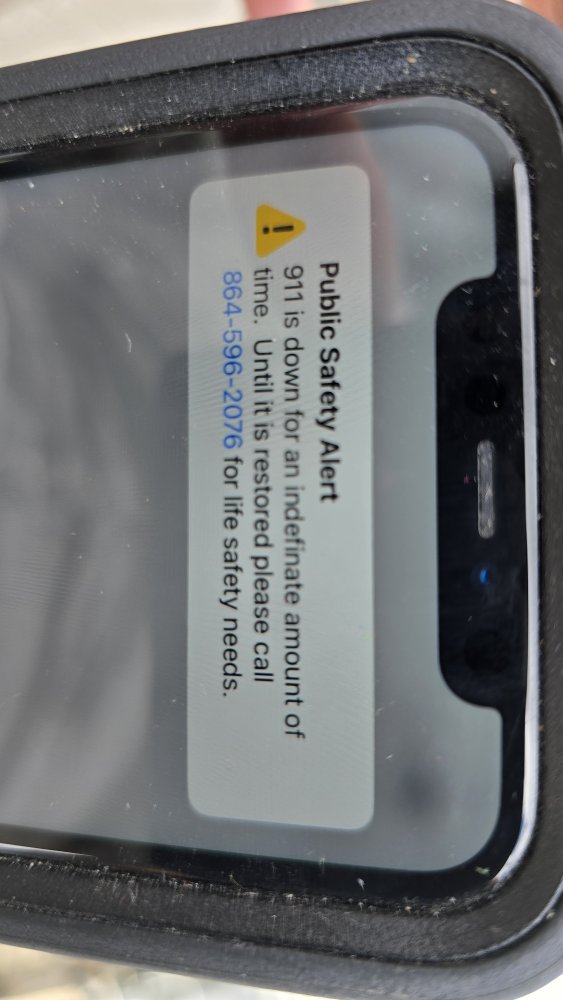 Public Safety Alert
911 is down for an indefinate amount of
time. Until it is restored please call
864-596-2076 for life safety needs.